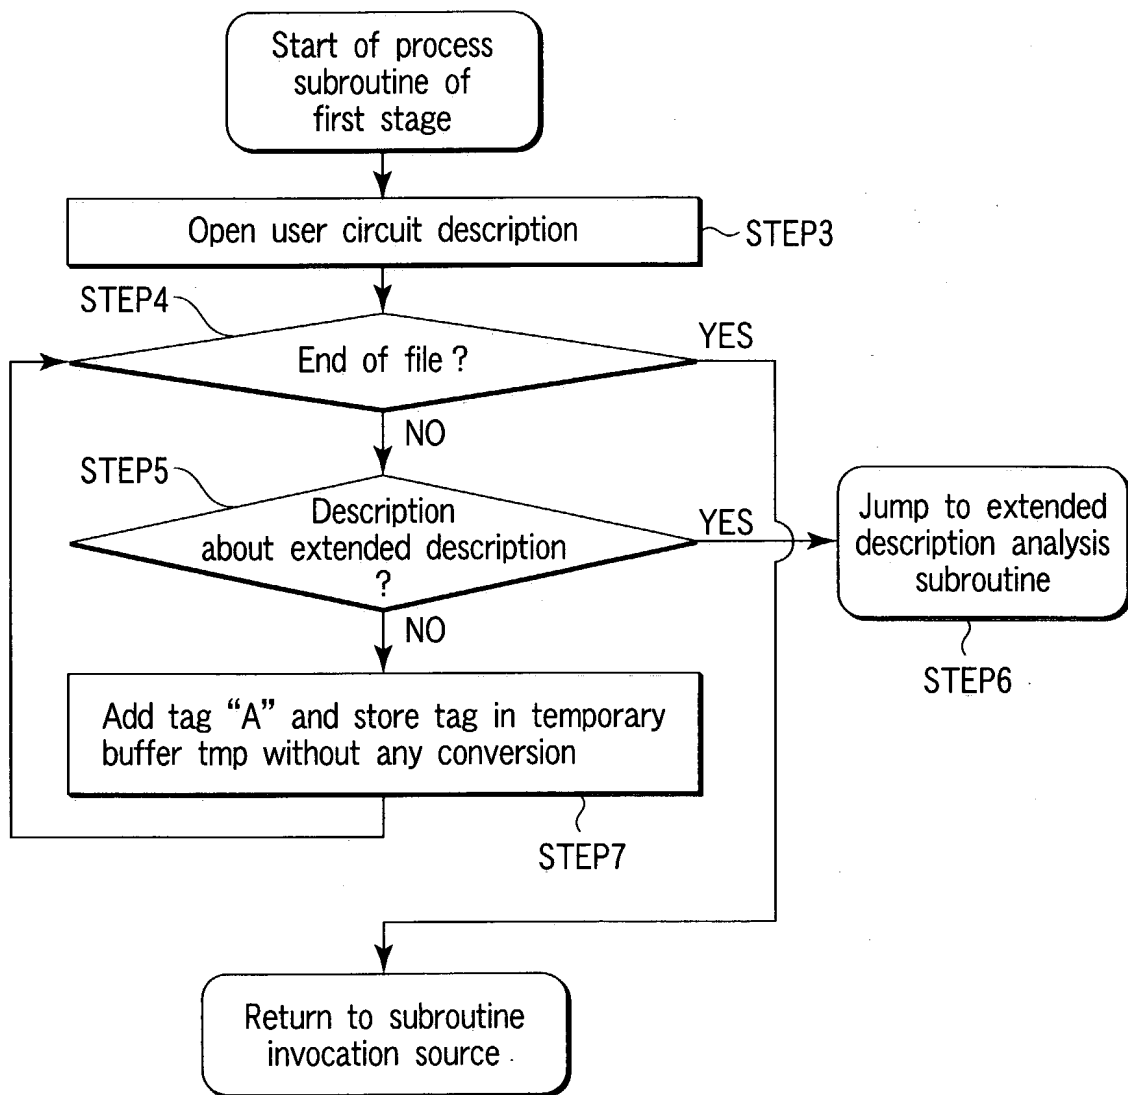 Start of process
subroutine of
first stage
Open user circuit description
STEP3
STEP4
End of file ?
YES
NO
STEP5
Description
about extended description
?
YES
Jump to extended
description analysis
subroutine
STEP6
NO
Add tag “A” and store tag in temporary
buffer tmp without any conversion
STEP7
Return to subroutine
invocation source